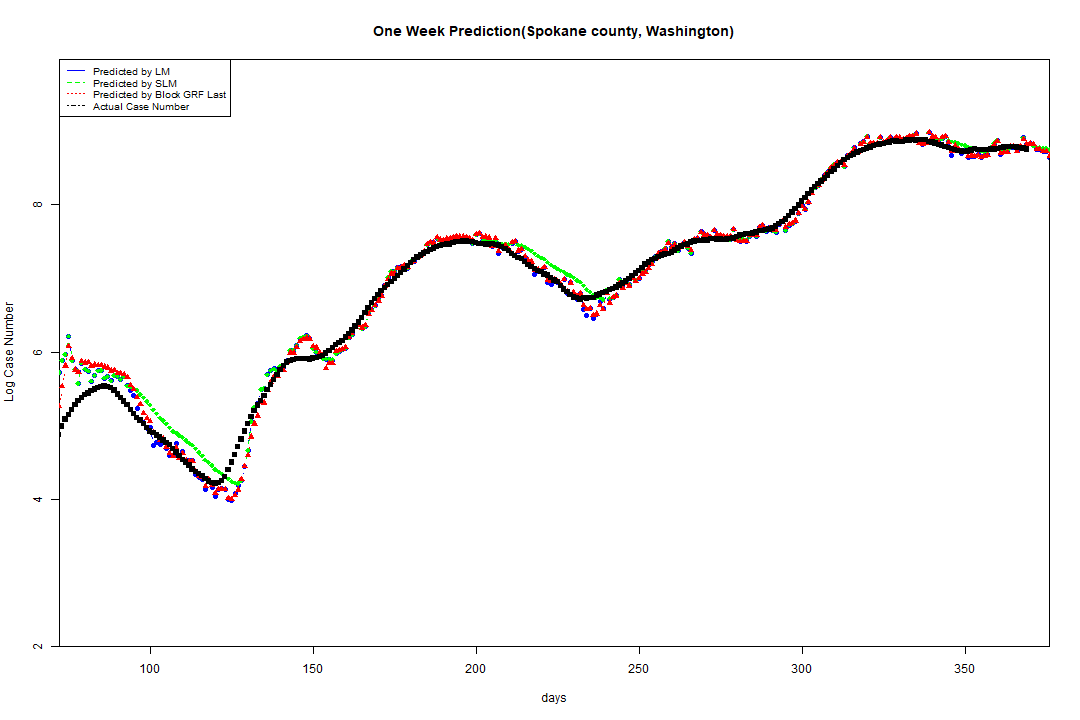 One Week Prediction(Spokane county, Washington)
Predicted by LM
Predicted by SLM
Predicted by Block GRF Last
Actual Case Number
Log Case Number
8
6
4
2
100 150 200 250 300 350
days